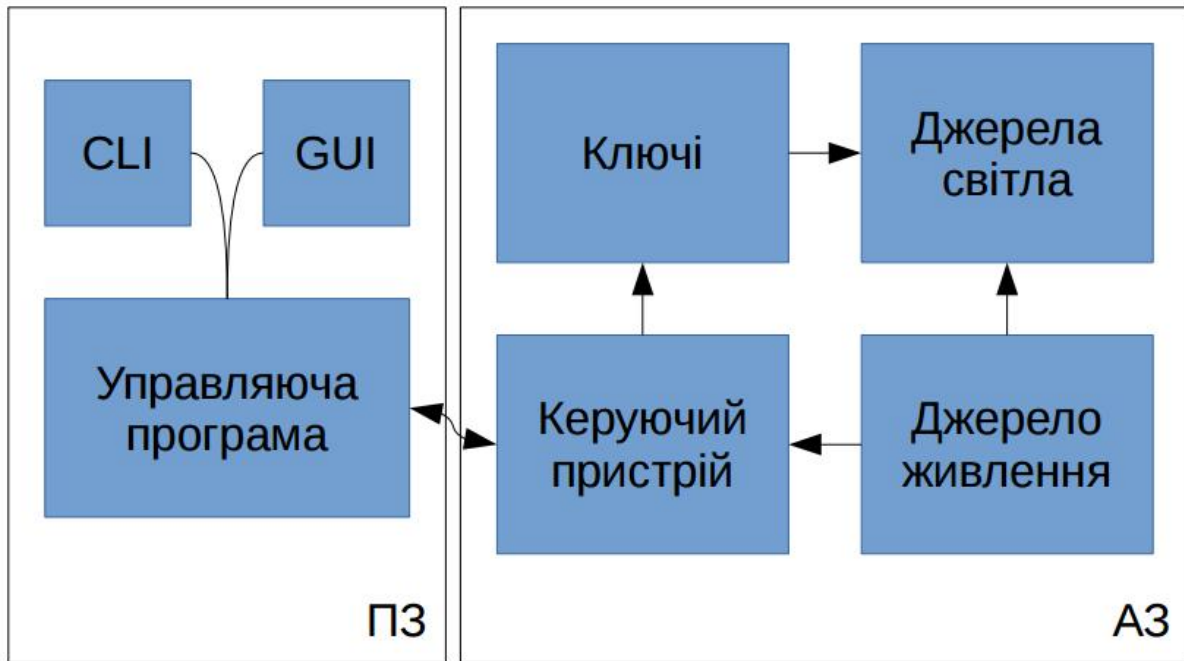 CLI
GUI
Управляюча
програма
ПЗ
Ключі
Джерела
світла
Керуючий
пристрій
Джерело
живлення
АЗ